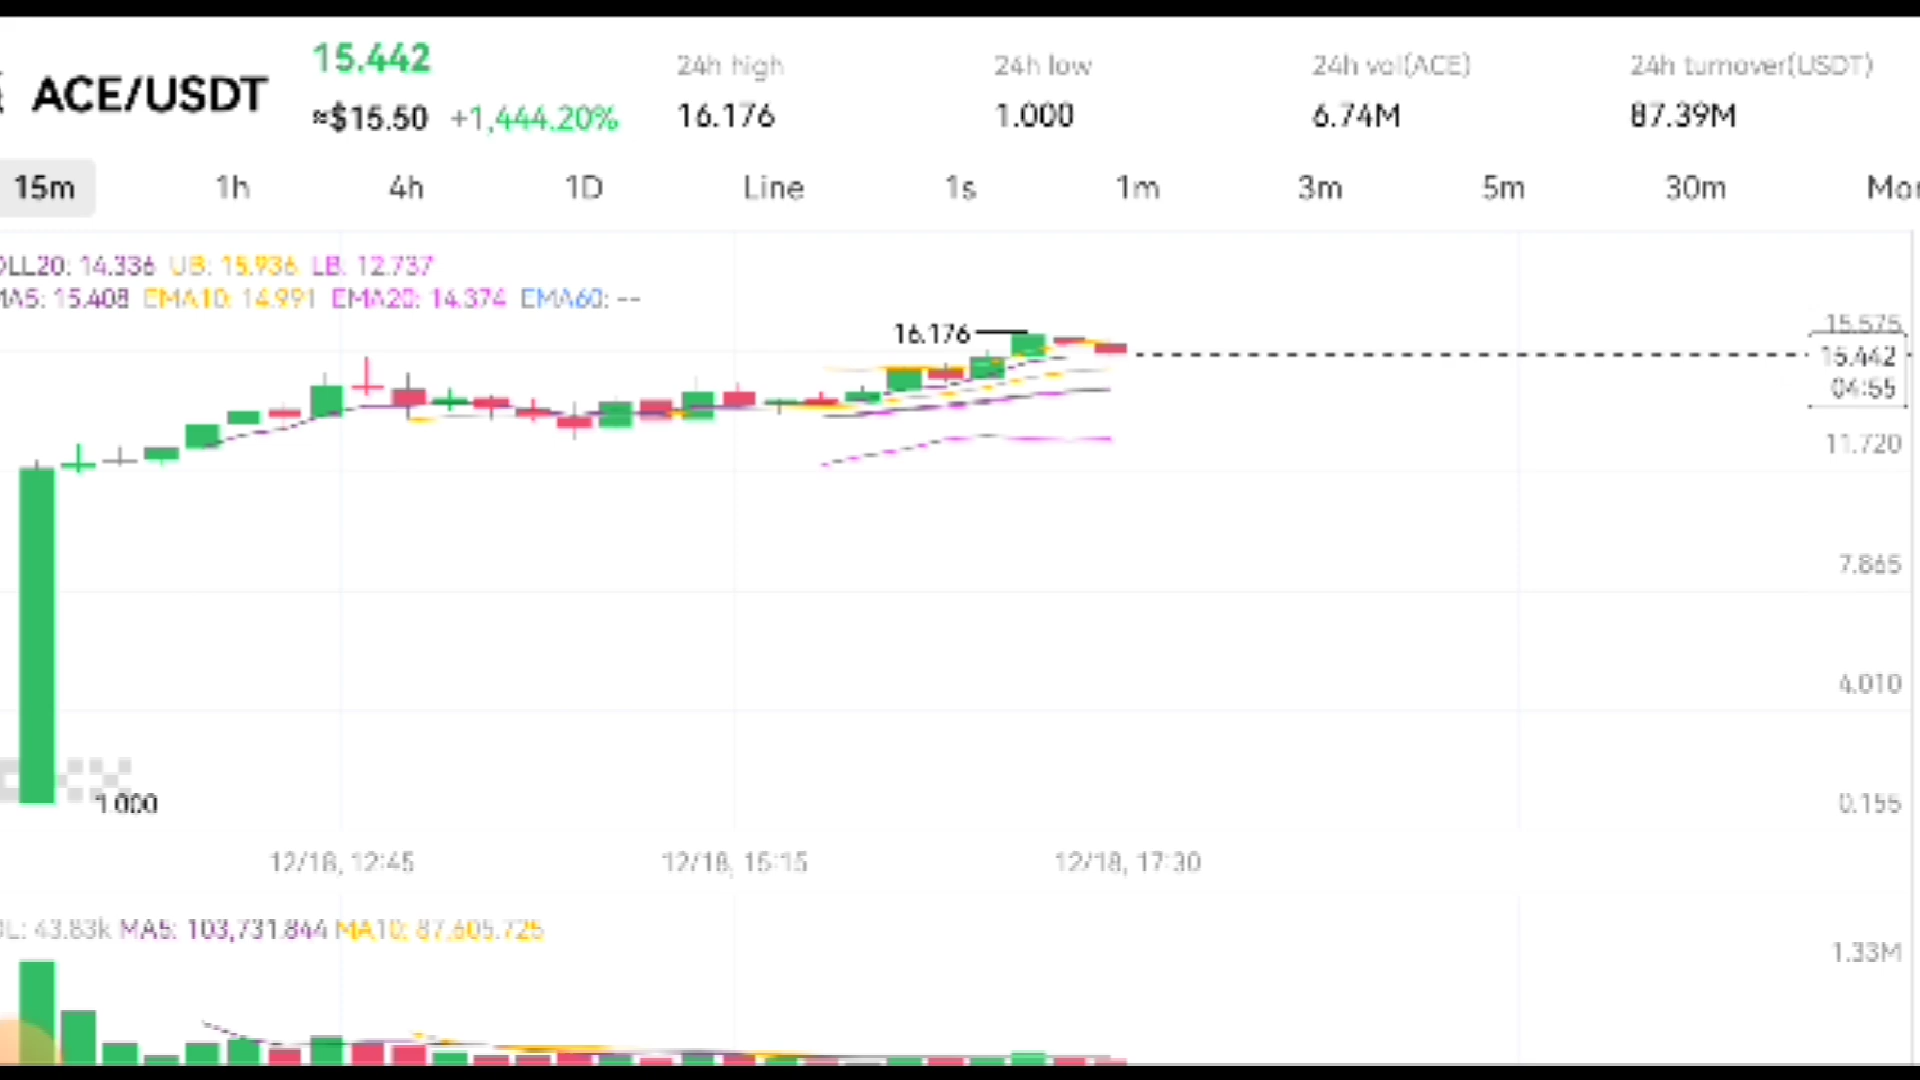 ACE/USDT
15.442
≈$15.50 +1,444.20%
24h high
16.176
24h low
1.000
24h vol(ACE)
6.74M
24h turnover(USDT)
87.39M
15m 1h 4h 1D Line 1s 1m 3m 5m 30m Mor
OLL20: 14.336 UB: 15.936 LB: 12.737
MA5: 15.408 EMA10: 14.991 EMA20: 14.374 EMA60: --
16.176
15.575
15.442
04:55
11.720
7.865
4.010
0.155
1.000
12/18, 12:45 12/18, 15:15 12/18, 17:30
OL: 43.83k MA5: 103,731.844 MA10: 87,605.725
1.33M